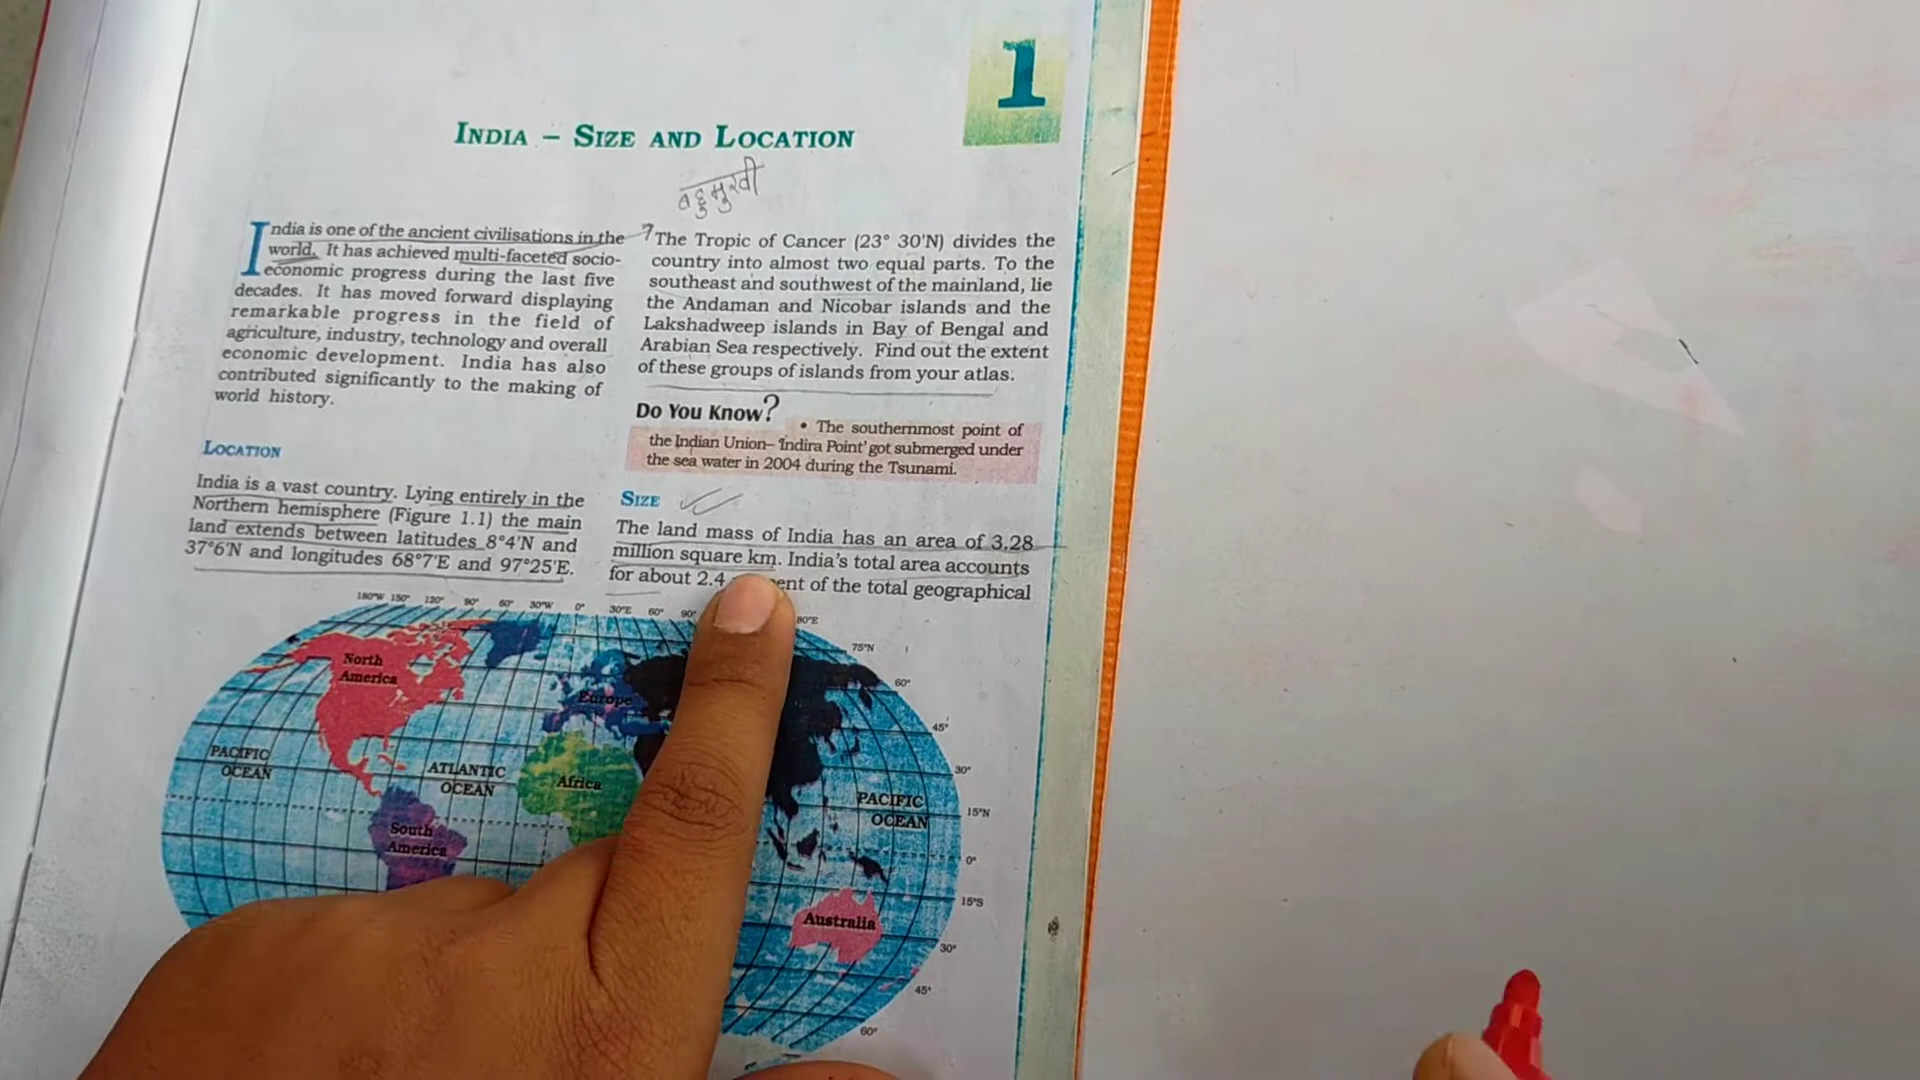 1
INDIA – SIZE AND LOCATION
बहुमुखी
India is one of the ancient civilisations in the
world. It has achieved multi-faceted socio-
economic progress during the last five
decades. It has moved forward displaying
remarkable progress in the field of
agriculture, industry, technology and overall
economic development. India has also
contributed significantly to the making of
world history.
LOCATION
India is a vast country. Lying entirely in the
Northern hemisphere (Figure 1.1) the main
land extends between latitudes 8°4'N and
37°6'N and longitudes 68°7'E and 97°25'E.
The Tropic of Cancer (23° 30'N) divides the
country into almost two equal parts. To the
southeast and southwest of the mainland, lie
the Andaman and Nicobar islands and the
Lakshadweep islands in Bay of Bengal and
Arabian Sea respectively. Find out the extent
of these groups of islands from your atlas.
Do You Know?
• The southernmost point of
the Indian Union– 'Indira Point' got submerged under
the sea water in 2004 during the Tsunami.
SIZE
The land mass of India has an area of 3.28
million square km. India's total area accounts
for about 2.4 ent of the total geographical
180°W 150° 120° 90° 60° 30°W 0° 30°E 60° 90° 80°E
75°N
60°
45°
30°
15°N
0°
15°S
30°
45°
60°
North
America
Europe
PACIFIC
OCEAN
ATLANTIC
OCEAN
Africa
PACIFIC
OCEAN
South
America
Australia